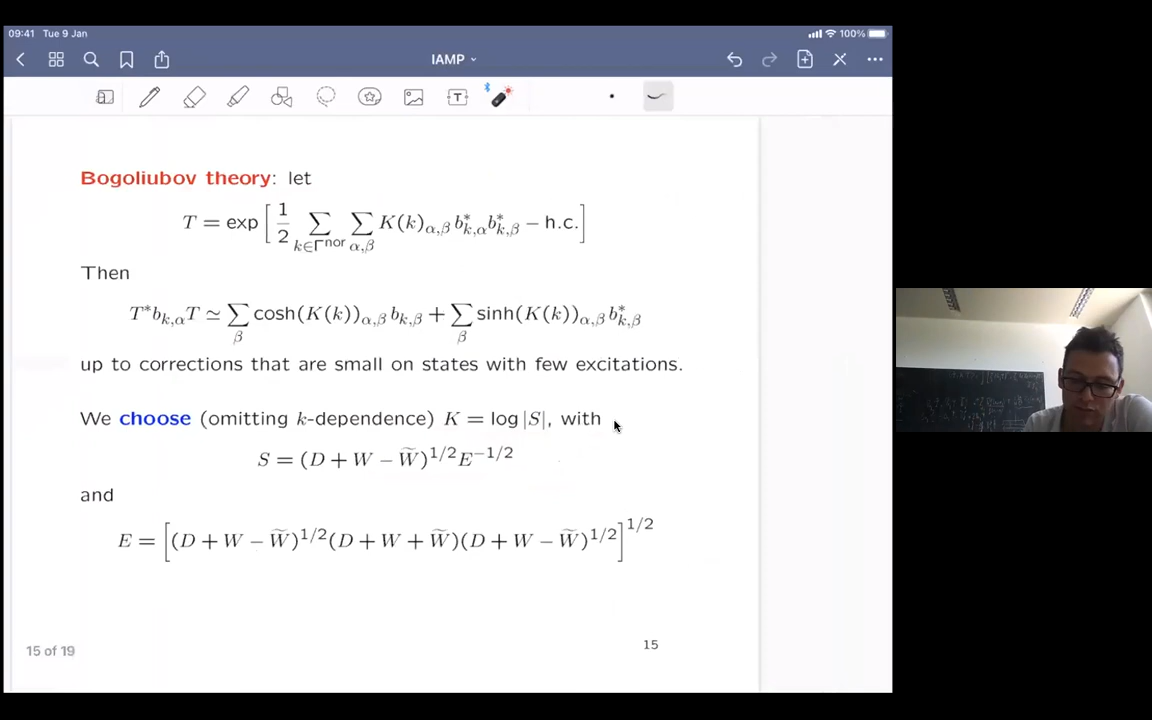 09:41 Tue 9 Jan
100%
IAMP
T
Bogoliubov theory: let
T = exp[ 1/2 ∑_{k∈Γ^{nor}} ∑_{α,β} K(k)_{α,β} b*_{k,α} b*_{k,β} − h.c. ]
Then
T* b_{k,α} T ≃ ∑_β cosh(K(k))_{α,β} b_{k,β} + ∑_β sinh(K(k))_{α,β} b*_{k,β}
up to corrections that are small on states with few excitations.
We choose (omitting k-dependence) K = log |S|, with
S = (D + W − W̃)^{1/2} E^{−1/2}
and
E = [ (D + W − W̃)^{1/2} (D + W + W̃)(D + W − W̃)^{1/2} ]^{1/2}
15 of 19
15